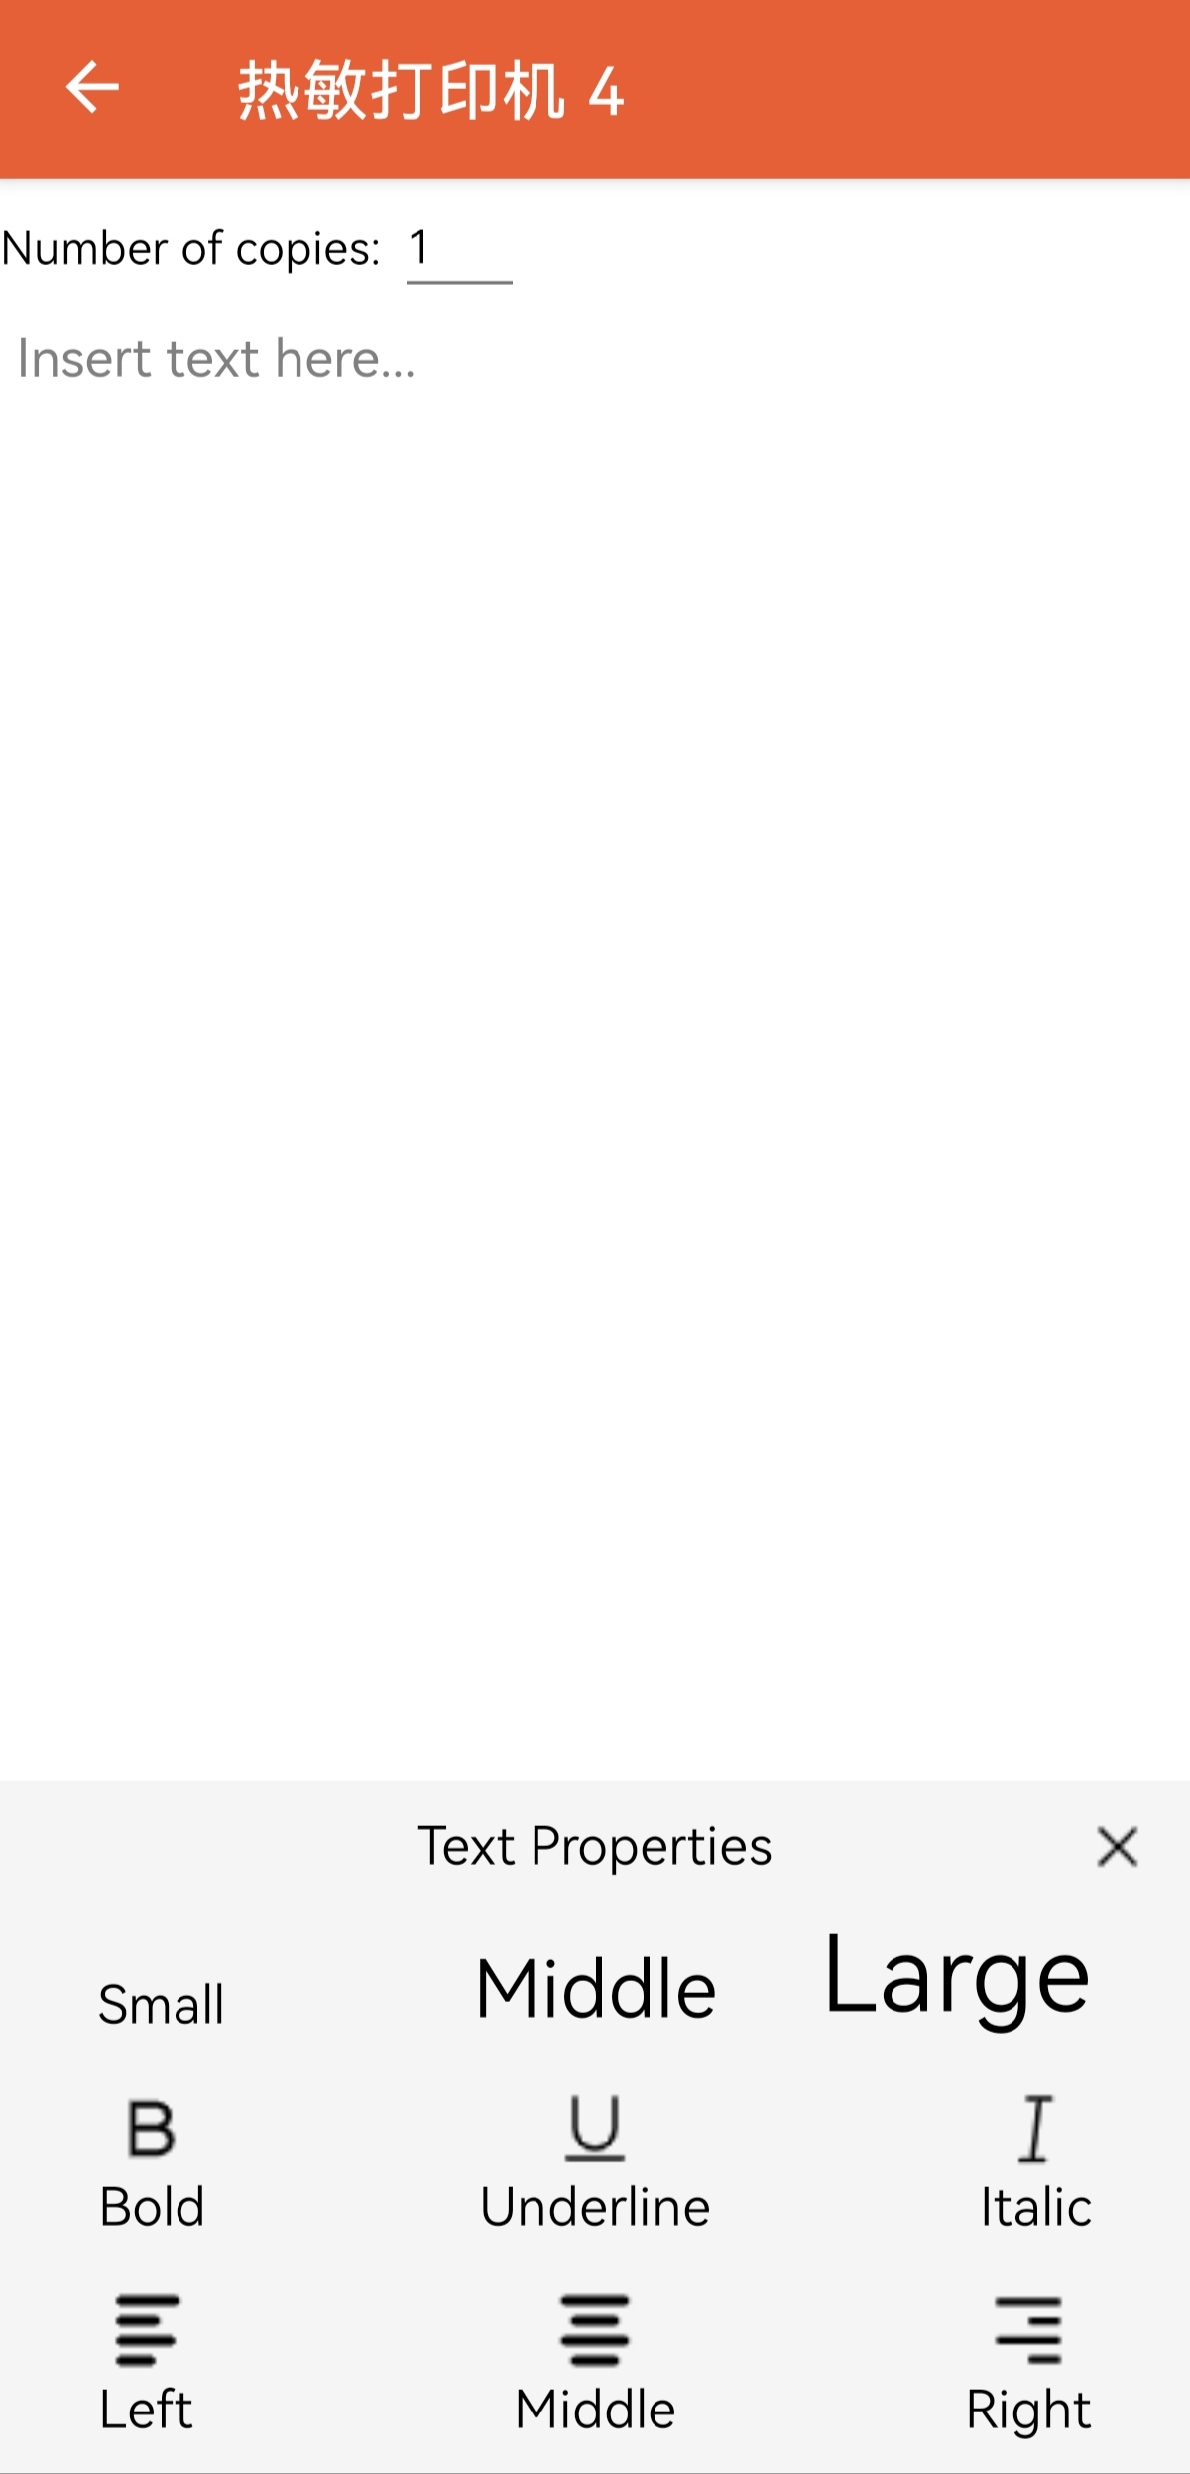 热敏打印机 4
Number of copies: 1
Insert text here...
Text Properties
Small Middle Large
B U I
Bold Underline Italic
Left Middle Right